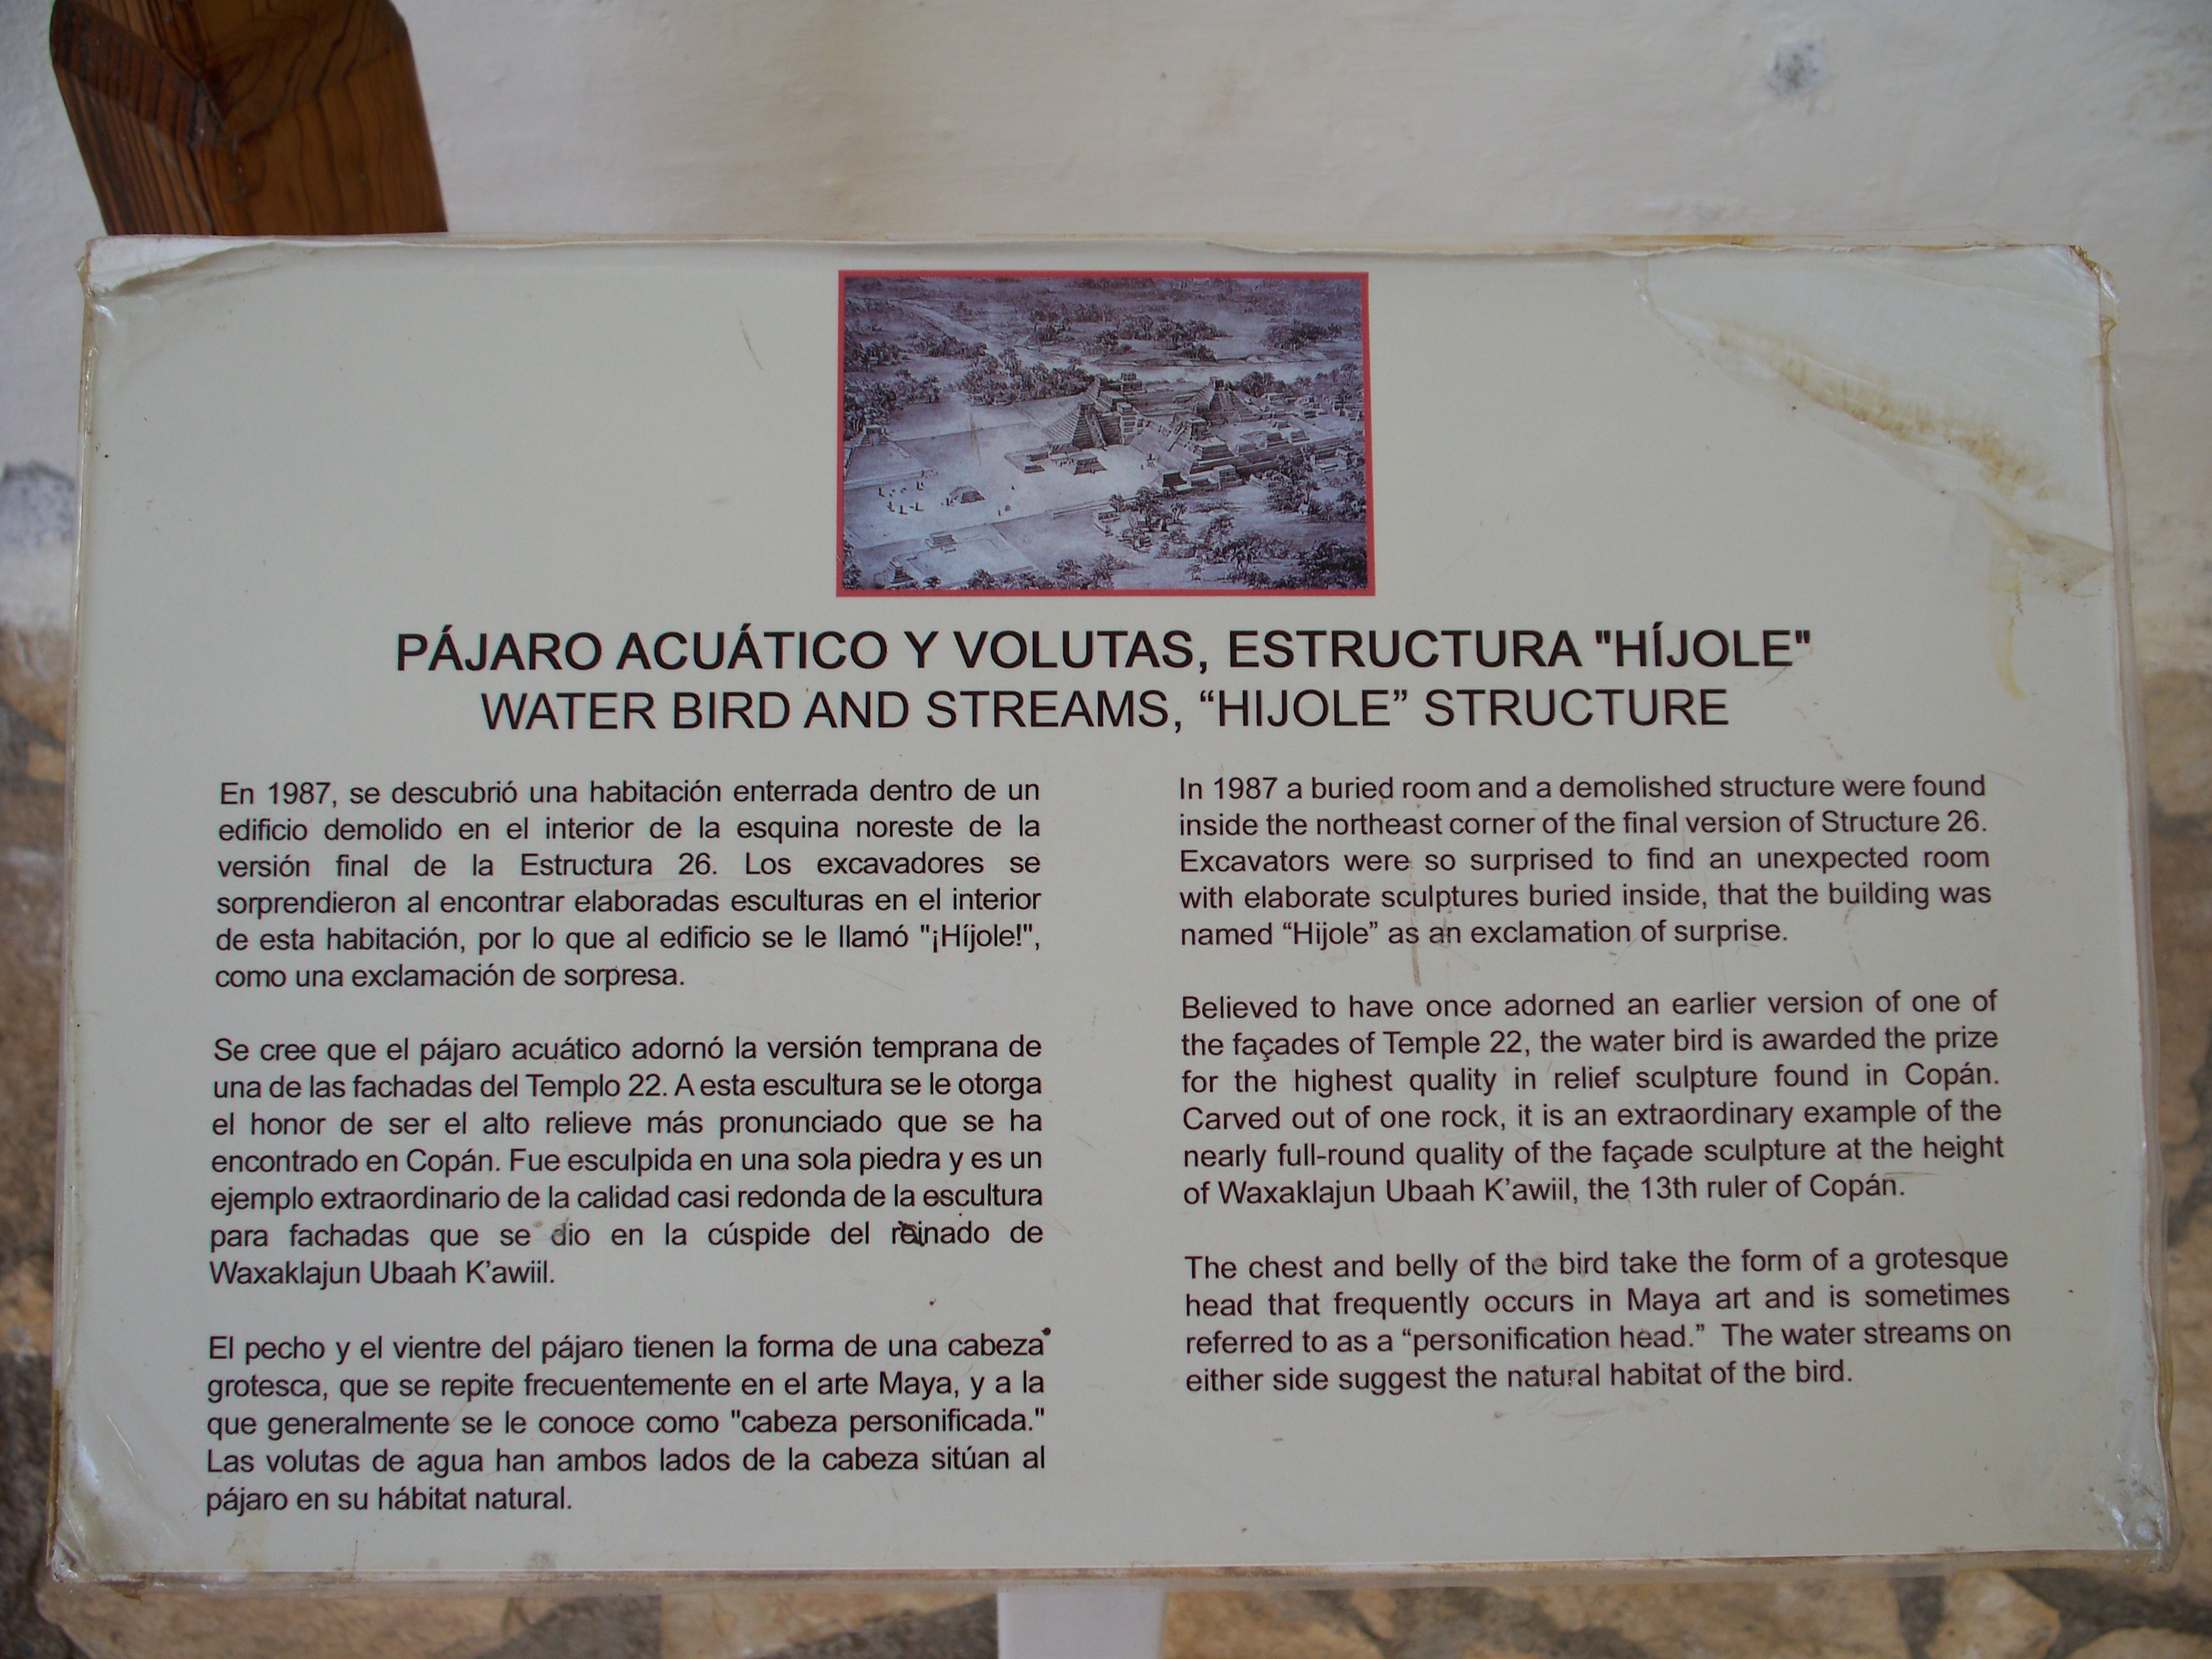 PÁJARO ACUÁTICO Y VOLUTAS, ESTRUCTURA "HÍJOLE"
WATER BIRD AND STREAMS, “HIJOLE” STRUCTURE
En 1987, se descubrió una habitación enterrada dentro de un
edificio demolido en el interior de la esquina noreste de la
versión final de la Estructura 26. Los excavadores se
sorprendieron al encontrar elaboradas esculturas en el interior
de esta habitación, por lo que al edificio se le llamó "¡Híjole!",
como una exclamación de sorpresa.
Se cree que el pájaro acuático adornó la versión temprana de
una de las fachadas del Templo 22. A esta escultura se le otorga
el honor de ser el alto relieve más pronunciado que se ha
encontrado en Copán. Fue esculpida en una sola piedra y es un
ejemplo extraordinario de la calidad casi redonda de la escultura
para fachadas que se dio en la cúspide del reinado de
Waxaklajun Ubaah K’awiil.
El pecho y el vientre del pájaro tienen la forma de una cabeza
grotesca, que se repite frecuentemente en el arte Maya, y a la
que generalmente se le conoce como "cabeza personificada."
Las volutas de agua han ambos lados de la cabeza sitúan al
pájaro en su hábitat natural.
In 1987 a buried room and a demolished structure were found
inside the northeast corner of the final version of Structure 26.
Excavators were so surprised to find an unexpected room
with elaborate sculptures buried inside, that the building was
named “Hijole” as an exclamation of surprise.
Believed to have once adorned an earlier version of one of
the façades of Temple 22, the water bird is awarded the prize
for the highest quality in relief sculpture found in Copán.
Carved out of one rock, it is an extraordinary example of the
nearly full-round quality of the façade sculpture at the height
of Waxaklajun Ubaah K’awiil, the 13th ruler of Copán.
The chest and belly of the bird take the form of a grotesque
head that frequently occurs in Maya art and is sometimes
referred to as a “personification head.” The water streams on
either side suggest the natural habitat of the bird.